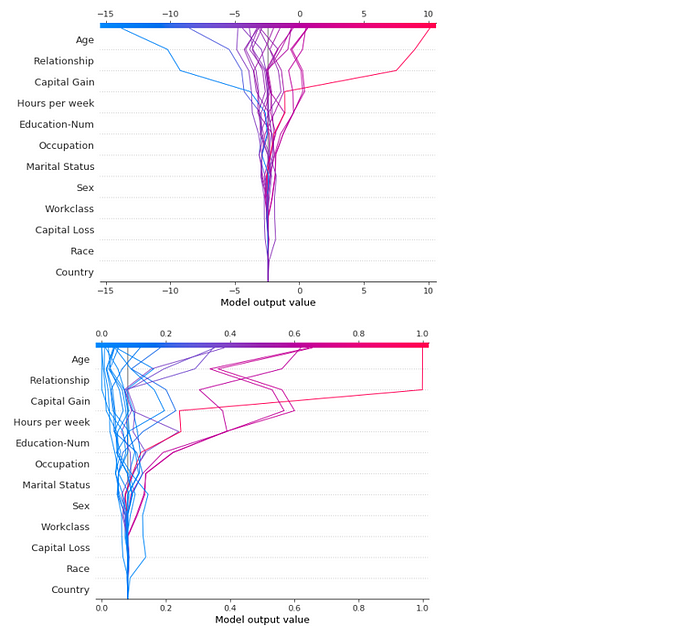 −15 −10 −5 0 5 10
Age
Relationship
Capital Gain
Hours per week
Education-Num
Occupation
Marital Status
Sex
Workclass
Capital Loss
Race
Country
−15 −10 −5 0 5 10
Model output value
0.0 0.2 0.4 0.6 0.8 1.0
Age
Relationship
Capital Gain
Hours per week
Education-Num
Occupation
Marital Status
Sex
Workclass
Capital Loss
Race
Country
0.0 0.2 0.4 0.6 0.8 1.0
Model output value